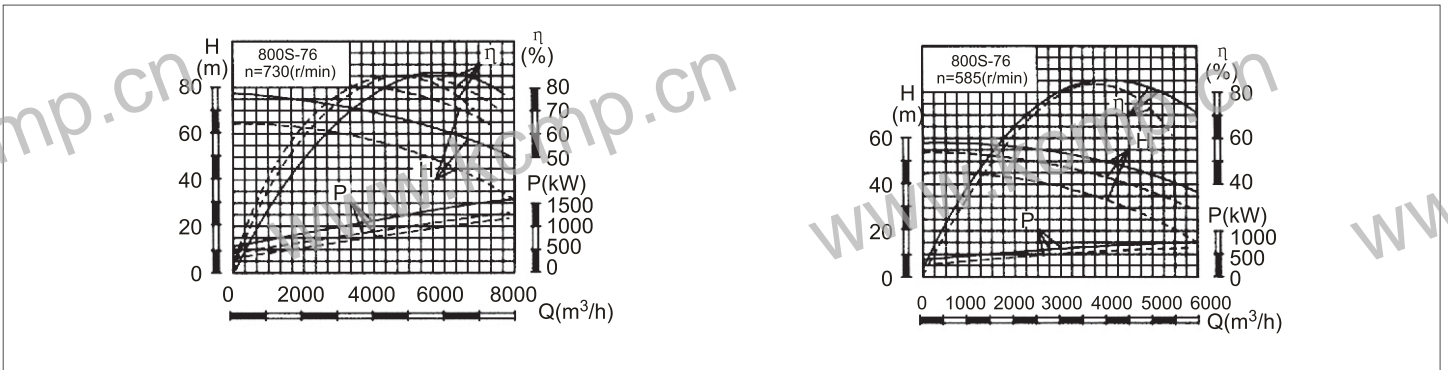 800S-76
n=730(r/min)
H
(m)
80
60
40
20
0
η
(%)
80
70
60
50
P(kW)
1500
1000
500
0
η
H
P
0 2000 4000 6000 8000
Q(m³/h)
800S-76
n=585(r/min)
H
(m)
60
40
20
0
η
(%)
80
60
40
P(kW)
1000
500
0
η
H
P
0 1000 2000 3000 4000 5000 6000
Q(m³/h)
mp.cn
www.kcmp.cn
www.kcmp.cn
ww